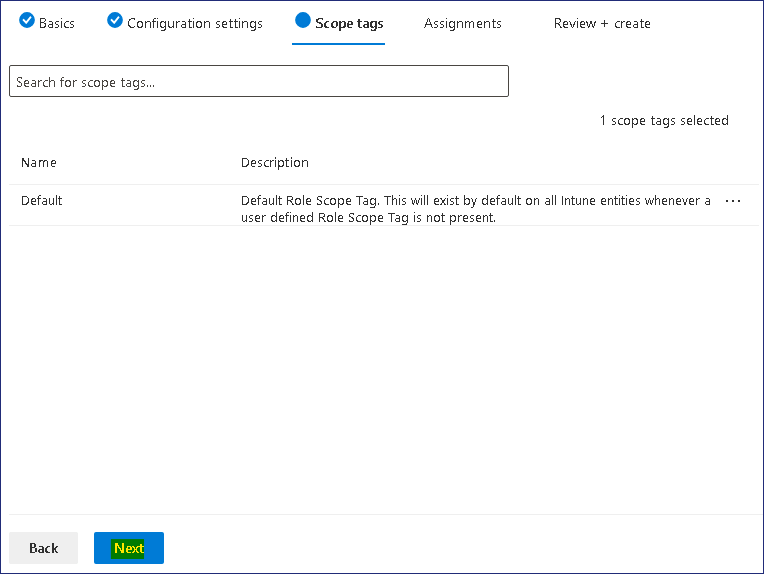 Basics Configuration settings Scope tags Assignments Review + create
Search for scope tags...
1 scope tags selected
Name Description
Default Default Role Scope Tag. This will exist by default on all Intune entities whenever a ...
user defined Role Scope Tag is not present.
Back Next